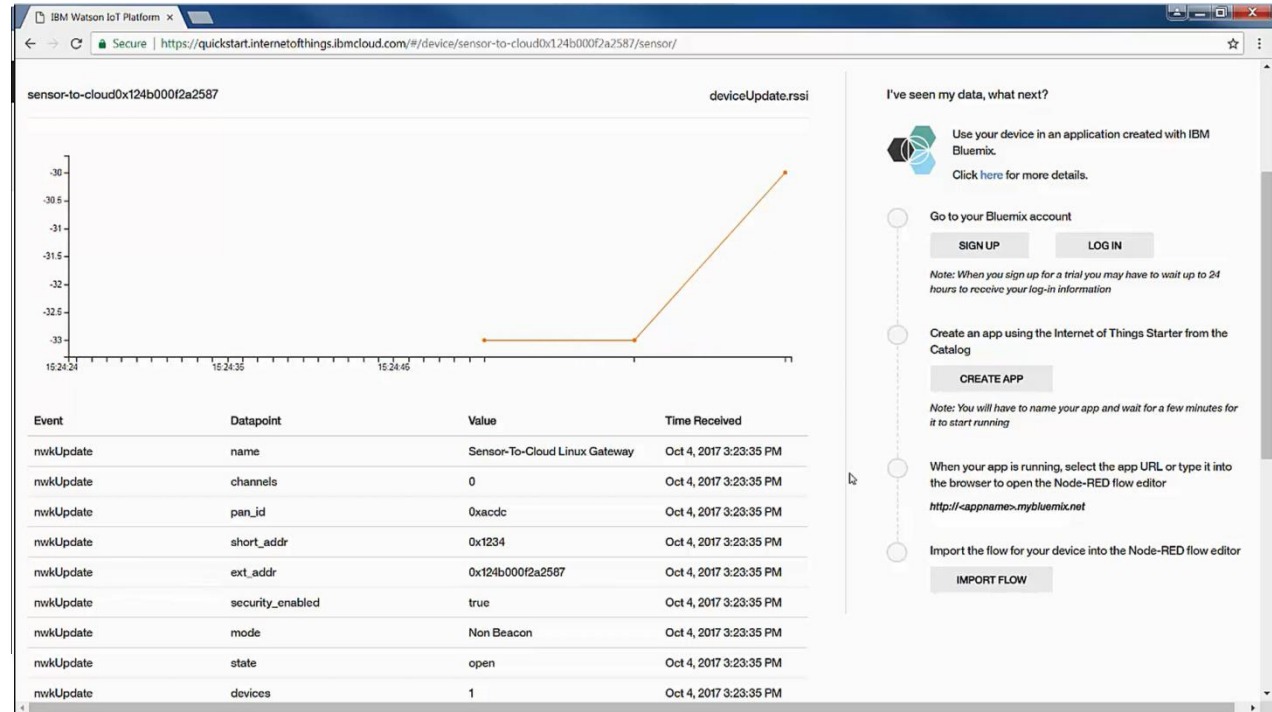 IBM Watson IoT Platform
Secure | https://quickstart.internetofthings.ibmcloud.com/#/device/sensor-to-cloud0x124b000f2a2587/sensor/
sensor-to-cloud0x124b000f2a2587 deviceUpdate.rssi
-30
-30.5
-31
-31.5
-32
-32.5
-33
15:24:24 15:24:35 15:24:46
Event Datapoint Value Time Received
nwkUpdate name Sensor-To-Cloud Linux Gateway Oct 4, 2017 3:23:35 PM
nwkUpdate channels 0 Oct 4, 2017 3:23:35 PM
nwkUpdate pan_id 0xacdc Oct 4, 2017 3:23:35 PM
nwkUpdate short_addr 0x1234 Oct 4, 2017 3:23:35 PM
nwkUpdate ext_addr 0x124b000f2a2587 Oct 4, 2017 3:23:35 PM
nwkUpdate security_enabled true Oct 4, 2017 3:23:35 PM
nwkUpdate mode Non Beacon Oct 4, 2017 3:23:35 PM
nwkUpdate state open Oct 4, 2017 3:23:35 PM
nwkUpdate devices 1 Oct 4, 2017 3:23:35 PM
I've seen my data, what next?
Use your device in an application created with IBM
Bluemix.
Click here for more details.
Go to your Bluemix account
SIGN UP LOG IN
Note: When you sign up for a trial you may have to wait up to 24
hours to receive your log-in information
Create an app using the Internet of Things Starter from the
Catalog
CREATE APP
Note: You will have to name your app and wait for a few minutes for
it to start running
When your app is running, select the app URL or type it into
the browser to open the Node-RED flow editor
http://<appname>.mybluemix.net
Import the flow for your device into the Node-RED flow editor
IMPORT FLOW